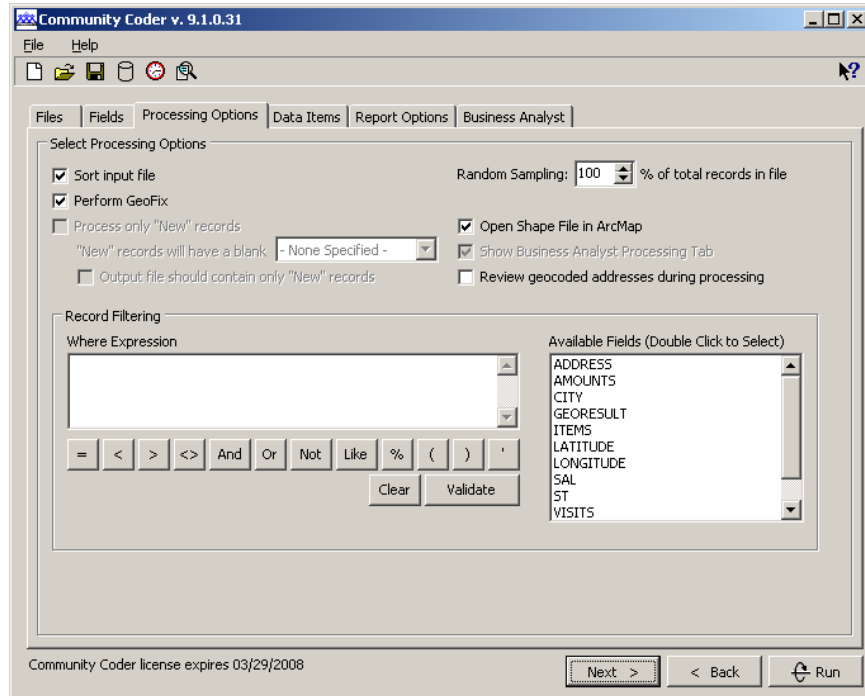 Community Coder v. 9.1.0.31
File Help
Files Fields Processing Options Data Items Report Options Business Analyst
Select Processing Options
Sort input file
Random Sampling: 100 % of total records in file
Perform GeoFix
Process only "New" records
Open Shape File in ArcMap
"New" records will have a blank - None Specified -
Show Business Analyst Processing Tab
Output file should contain only "New" records
Review geocoded addresses during processing
Record Filtering
Where Expression
Available Fields (Double Click to Select)
ADDRESS
AMOUNTS
CITY
GEORESULT
ITEMS
LATITUDE
LONGITUDE
SAL
ST
VISITS
= < > <> And Or Not Like % ( ) '
Clear Validate
Community Coder license expires 03/29/2008
Next > < Back Run